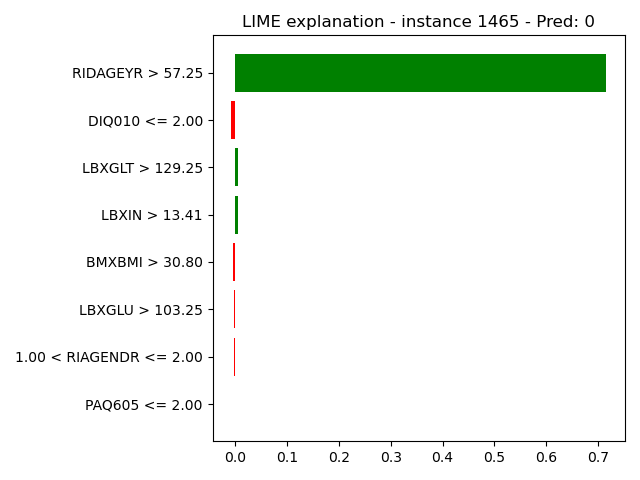 LIME explanation - instance 1465 - Pred: 0
RIDAGEYR > 57.25
DIQ010 <= 2.00
LBXGLT > 129.25
LBXIN > 13.41
BMXBMI > 30.80
LBXGLU > 103.25
1.00 < RIAGENDR <= 2.00
PAQ605 <= 2.00
0.0 0.1 0.2 0.3 0.4 0.5 0.6 0.7